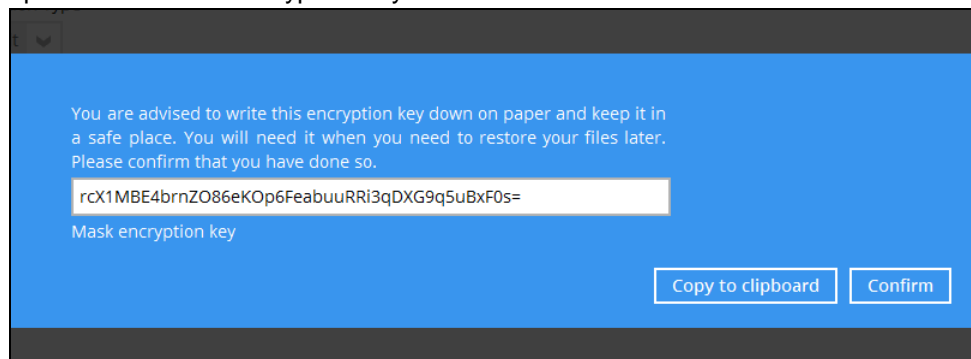 You are advised to write this encryption key down on paper and keep it in
a safe place. You will need it when you need to restore your files later.
Please confirm that you have done so.
rcX1MBE4brnZO86eKOp6FeabuuRRi3qDXG9q5uBxF0s=
Mask encryption key
Copy to clipboard Confirm